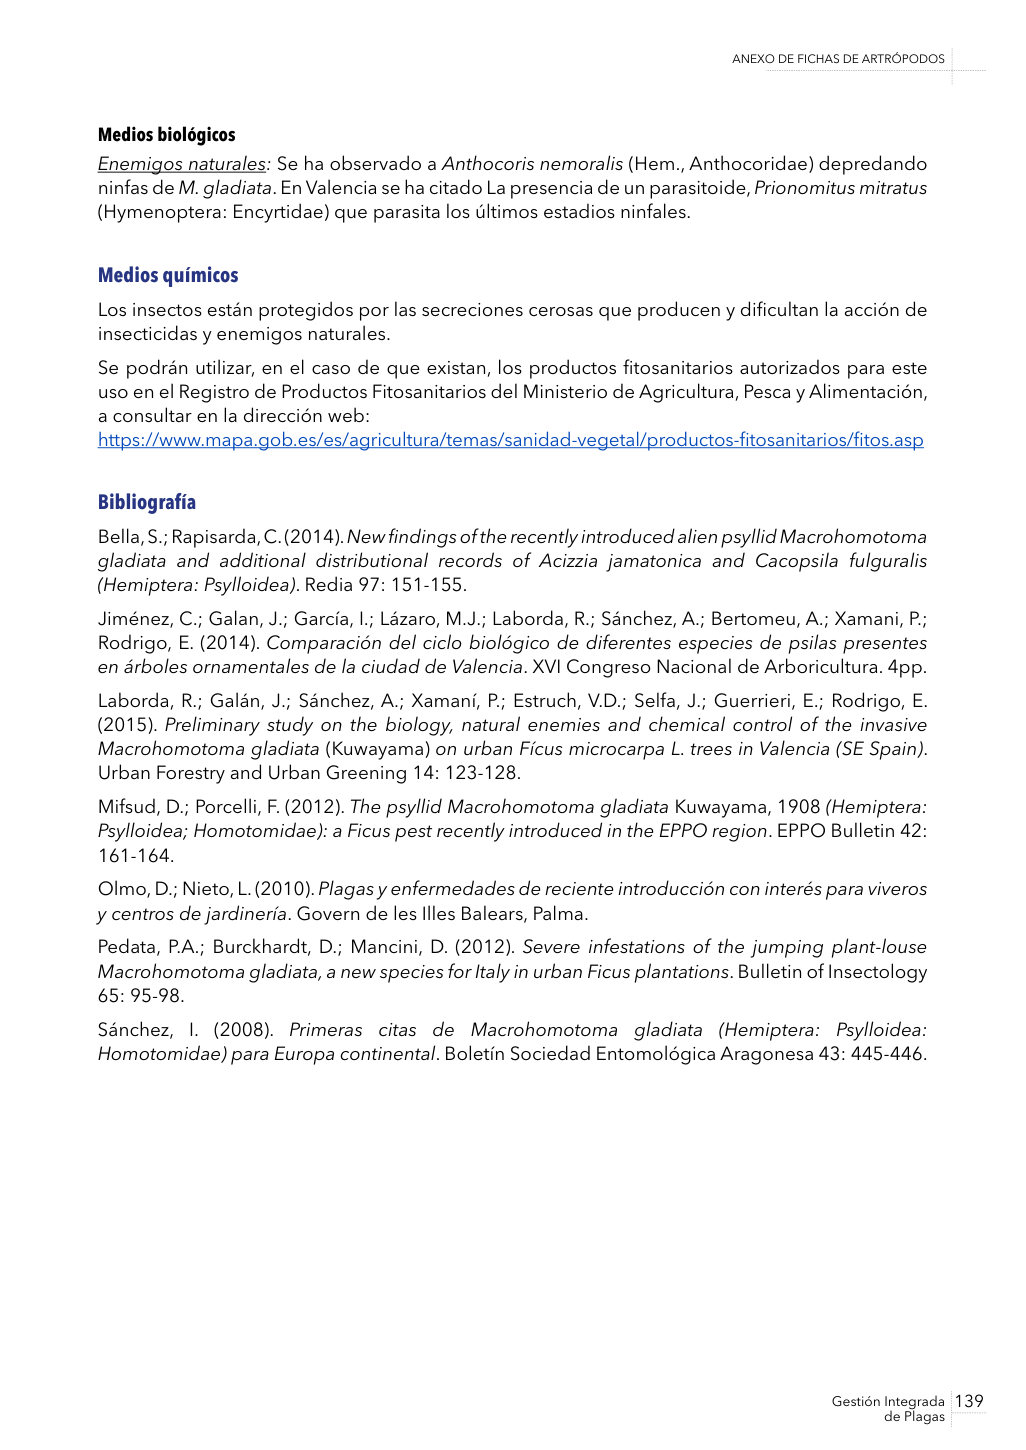 ANEXO DE FICHAS DE ARTRÓPODOS
Medios biológicos
Enemigos naturales: Se ha observado a Anthocoris nemoralis (Hem., Anthocoridae) depredando
ninfas de M. gladiata. En Valencia se ha citado La presencia de un parasitoide, Prionomitus mitratus
(Hymenoptera: Encyrtidae) que parasita los últimos estadios ninfales.
Medios químicos
Los insectos están protegidos por las secreciones cerosas que producen y dificultan la acción de
insecticidas y enemigos naturales.
Se podrán utilizar, en el caso de que existan, los productos fitosanitarios autorizados para este
uso en el Registro de Productos Fitosanitarios del Ministerio de Agricultura, Pesca y Alimentación,
a consultar en la dirección web:
https://www.mapa.gob.es/es/agricultura/temas/sanidad-vegetal/productos-fitosanitarios/fitos.asp
Bibliografía
Bella, S.; Rapisarda, C. (2014). New findings of the recently introduced alien psyllid Macrohomotoma
gladiata and additional distributional records of Acizzia jamatonica and Cacopsila fulguralis
(Hemiptera: Psylloidea). Redia 97: 151-155.
Jiménez, C.; Galan, J.; García, I.; Lázaro, M.J.; Laborda, R.; Sánchez, A.; Bertomeu, A.; Xamani, P.;
Rodrigo, E. (2014). Comparación del ciclo biológico de diferentes especies de psilas presentes
en árboles ornamentales de la ciudad de Valencia. XVI Congreso Nacional de Arboricultura. 4pp.
Laborda, R.; Galán, J.; Sánchez, A.; Xamaní, P.; Estruch, V.D.; Selfa, J.; Guerrieri, E.; Rodrigo, E.
(2015). Preliminary study on the biology, natural enemies and chemical control of the invasive
Macrohomotoma gladiata (Kuwayama) on urban Fícus microcarpa L. trees in Valencia (SE Spain).
Urban Forestry and Urban Greening 14: 123-128.
Mifsud, D.; Porcelli, F. (2012). The psyllid Macrohomotoma gladiata Kuwayama, 1908 (Hemiptera:
Psylloidea; Homotomidae): a Ficus pest recently introduced in the EPPO region. EPPO Bulletin 42:
161-164.
Olmo, D.; Nieto, L. (2010). Plagas y enfermedades de reciente introducción con interés para viveros
y centros de jardinería. Govern de les Illes Balears, Palma.
Pedata, P.A.; Burckhardt, D.; Mancini, D. (2012). Severe infestations of the jumping plant-louse
Macrohomotoma gladiata, a new species for Italy in urban Ficus plantations. Bulletin of Insectology
65: 95-98.
Sánchez, I. (2008). Primeras citas de Macrohomotoma gladiata (Hemiptera: Psylloidea:
Homotomidae) para Europa continental. Boletín Sociedad Entomológica Aragonesa 43: 445-446.
Gestión Integrada 139
de Plagas